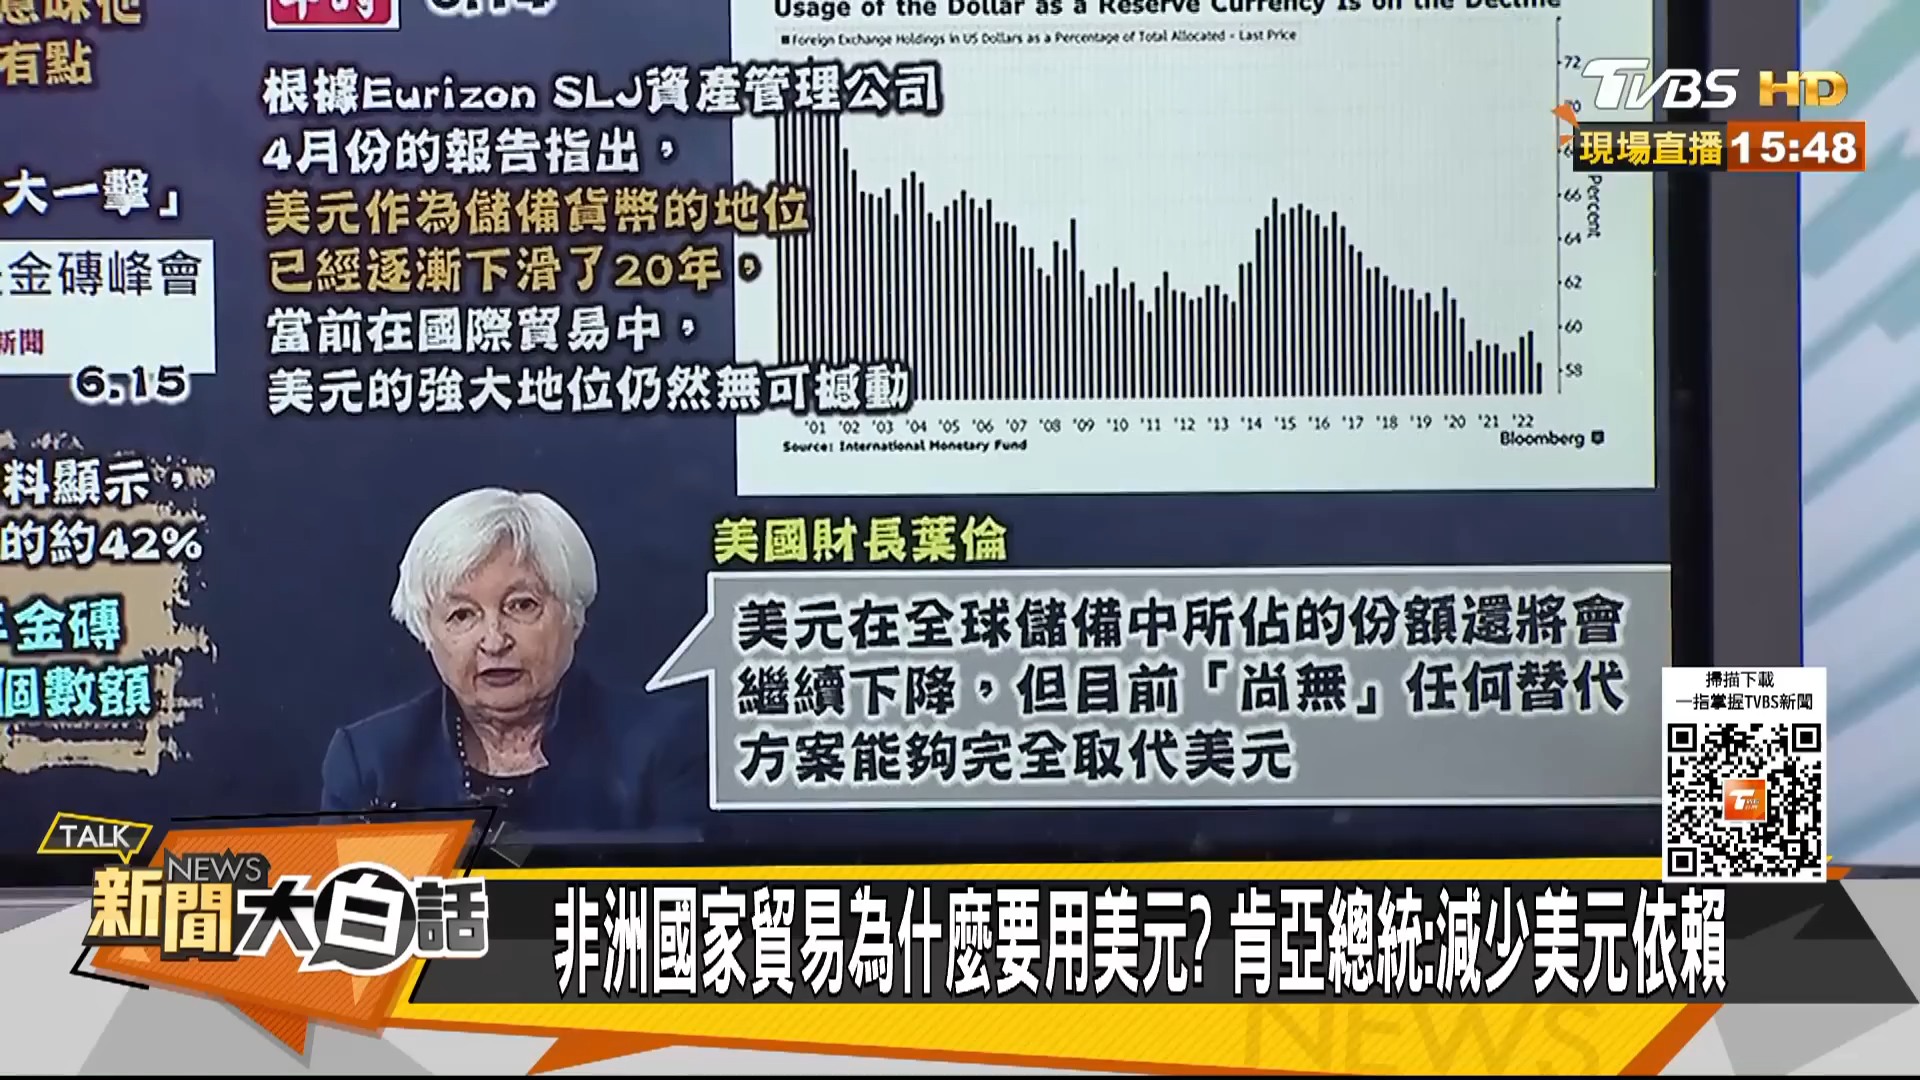 有點
大一擊」
金磚峰會
新聞
6.15
料顯示，
的約42%
金磚
個數額
6.14
根據Eurizon SLJ資產管理公司
4月份的報告指出，
美元作為儲備貨幣的地位
已經逐漸下滑了20年。
當前在國際貿易中，
美元的強大地位仍然無可撼動
Usage of the Dollar as a Reserve Currency Is on the Decline
Foreign Exchange Holdings in US Dollars as a Percentage of Total Allocated - Last Price
72
66
64
62
60
58
Percent
'01 '02 '03 '04 '05 '06 '07 '08 '09 '10 '11 '12 '13 '14 '15 '16 '17 '18 '19 '20 '21 '22
Source: International Monetary Fund
Bloomberg
美國財長葉倫
美元在全球儲備中所佔的份額還將會
繼續下降，但目前「尚無」任何替代
方案能夠完全取代美元
TVBS HD
現場直播 15:48
掃描下載
一指掌握TVBS新聞
TALK
NEWS
新聞大白話
非洲國家貿易為什麼要用美元? 肯亞總統:減少美元依賴
NEWS